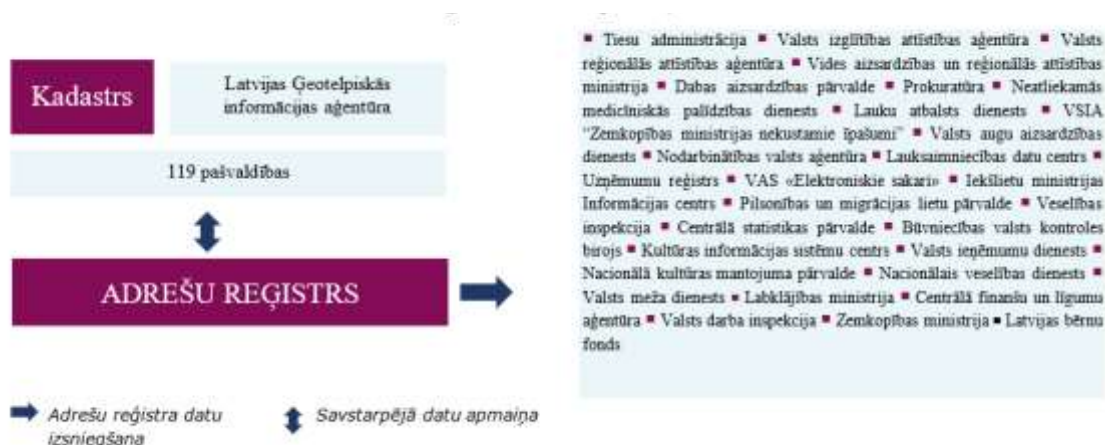 Kadastrs
Latvijas Ģeotelpiskās
informācijas aģentūra
119 pašvaldības
ADREŠU REĢISTRS
Adrešu reģistra datu
izsniegšana
Savstarpējā datu apmaiņa
■ Tiesu administrācija ■ Valsts izglītības attīstības aģentūra ■ Valsts
reģionālās attīstības aģentūra ■ Vides aizsardzības un reģionālās attīstības
ministrija ■ Dabas aizsardzības pārvalde ■ Prokuratūra ■ Neatliekamās
medicīniskās palīdzības dienests ■ Lauku atbalsts dienests ■ VSIA
"Zemkopības ministrijas nekustamie īpašumi" ■ Valsts augu aizsardzības
dienests ■ Nodarbinātības valsts aģentūra ■ Lauksaimniecības datu centrs ■
Uzņēmumu reģistrs ■ VAS «Elektroniskie sakari» ■ Iekšlietu ministrijas
Informācijas centrs ■ Pilsonības un migrācijas lietu pārvalde ■ Veselības
inspekcija ■ Centrālā statistikas pārvalde ■ Būvniecības valsts kontroles
birojs ■ Kultūras informācijas sistēmu centrs ■ Valsts ieņēmumu dienests ■
Nacionālā kultūras mantojuma pārvalde ■ Nacionālais veselības dienests ■
Valsts meža dienests ■ Labklājības ministrija ■ Centrālā finanšu un līgumu
aģentūra ■ Valsts darba inspekcija ■ Zemkopības ministrija ■ Latvijas bērnu
fonds